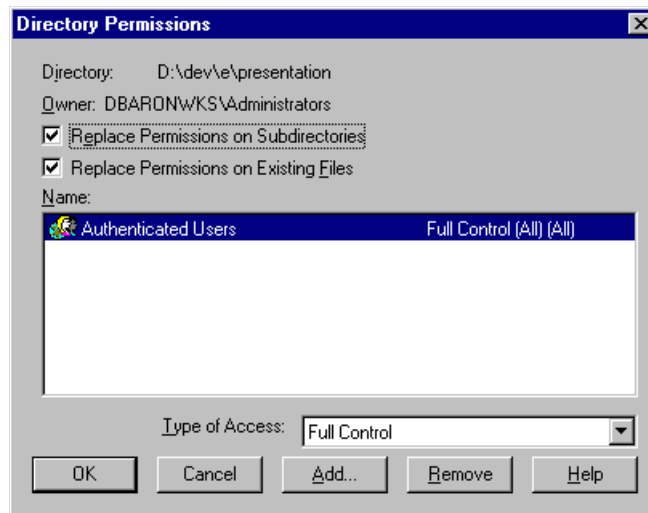 Directory Permissions
Directory: D:\dev\e\presentation
Owner: DBARONWKS\Administrators
Replace Permissions on Subdirectories
Replace Permissions on Existing Files
Name:
Authenticated Users Full Control (All) (All)
Type of Access: Full Control
OK Cancel Add... Remove Help